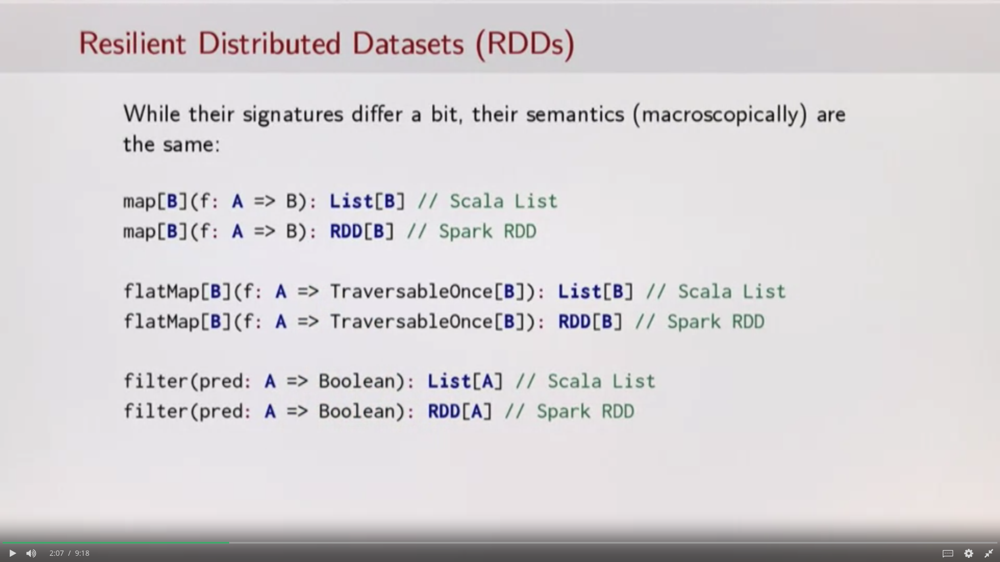 Resilient Distributed Datasets (RDDs)
While their signatures differ a bit, their semantics (macroscopically) are
the same:
map[B](f: A => B): List[B] // Scala List
map[B](f: A => B): RDD[B] // Spark RDD
flatMap[B](f: A => TraversableOnce[B]): List[B] // Scala List
flatMap[B](f: A => TraversableOnce[B]): RDD[B] // Spark RDD
filter(pred: A => Boolean): List[A] // Scala List
filter(pred: A => Boolean): RDD[A] // Spark RDD
2:07 / 9:18